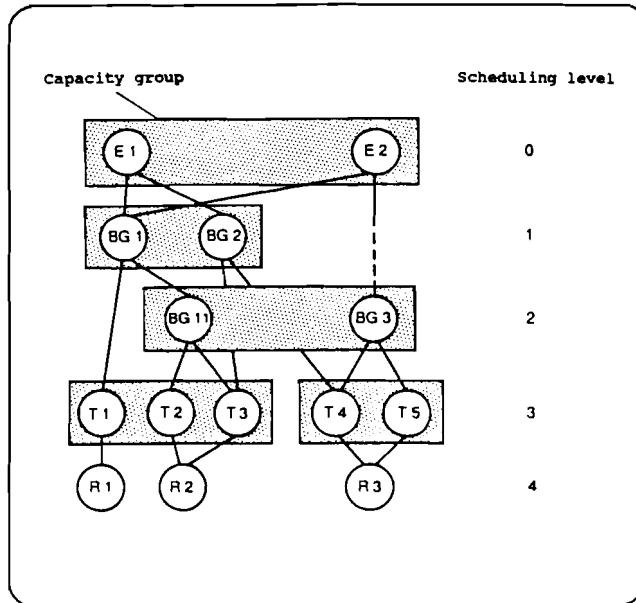 Capacity group Scheduling level
E 1 E 2 0
BG 1 BG 2 1
BG 11 BG 3 2
T 1 T 2 T 3 T 4 T 5 3
R 1 R 2 R 3 4